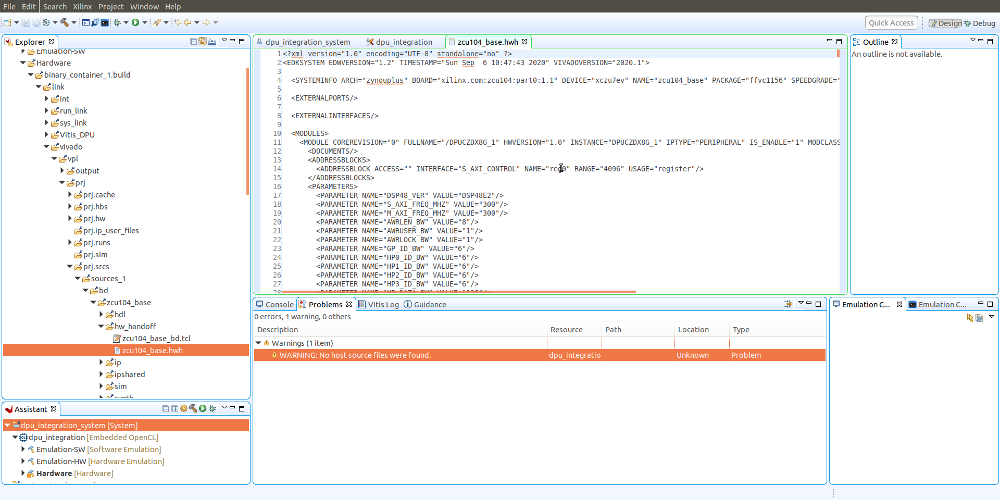 File Edit Search Xilinx Project Window Help
Quick Access
Design
Debug
Explorer
Emulation-SW
Hardware
binary_container_1.build
link
int
run_link
sys_link
Vitis_DPU
vivado
vpl
output
prj
prj.cache
prj.hbs
prj.hw
prj.ip_user_files
prj.runs
prj.sim
prj.srcs
sources_1
bd
zcu104_base
hdl
hw_handoff
zcu104_base_bd.tcl
zcu104_base.hwh
ip
ipshared
sim
synth
dpu_integration_system
dpu_integration
zcu104_base.hwh
1 <?xml version="1.0" encoding="UTF-8" standalone="no" ?>
2 <EDKSYSTEM EDWVERSION="1.2" TIMESTAMP="Sun Sep  6 10:47:43 2020" VIVADOVERSION="2020.1">
3
4 <SYSTEMINFO ARCH="zynquplus" BOARD="xilinx.com:zcu104:part0:1.1" DEVICE="xczu7ev" NAME="zcu104_base" PACKAGE="ffvc1156" SPEEDGRADE="
5
6 <EXTERNALPORTS/>
7
8 <EXTERNALINTERFACES/>
9
10 <MODULES>
11 <MODULE COREREVISION="0" FULLNAME="/DPUCZDX8G_1" HWVERSION="1.0" INSTANCE="DPUCZDX8G_1" IPTYPE="PERIPHERAL" IS_ENABLE="1" MODCLASS
12 <DOCUMENTS/>
13 <ADDRESSBLOCKS>
14 <ADDRESSBLOCK ACCESS="" INTERFACE="S_AXI_CONTROL" NAME="reg0" RANGE="4096" USAGE="register"/>
15 </ADDRESSBLOCKS>
16 <PARAMETERS>
17 <PARAMETER NAME="DSP48_VER" VALUE="DSP48E2"/>
18 <PARAMETER NAME="S_AXI_FREQ_MHZ" VALUE="300"/>
19 <PARAMETER NAME="M_AXI_FREQ_MHZ" VALUE="300"/>
20 <PARAMETER NAME="AWRLEN_BW" VALUE="8"/>
21 <PARAMETER NAME="AWRUSER_BW" VALUE="1"/>
22 <PARAMETER NAME="AWRLOCK_BW" VALUE="1"/>
23 <PARAMETER NAME="GP_ID_BW" VALUE="6"/>
24 <PARAMETER NAME="HP0_ID_BW" VALUE="6"/>
25 <PARAMETER NAME="HP1_ID_BW" VALUE="6"/>
26 <PARAMETER NAME="HP2_ID_BW" VALUE="6"/>
27 <PARAMETER NAME="HP3_ID_BW" VALUE="6"/>
28 <PARAMETER NAME="HP_DATA_BW" VALUE="128"/>
Outline
An outline is not available.
Console
Problems
Vitis Log
Guidance
0 errors, 1 warning, 0 others
Description Resource Path Location Type
Warnings (1 item)
WARNING: No host source files were found. dpu_integratio Unknown Problem
Emulation C...
Emulation C...
Assistant
dpu_integration_system [System]
dpu_integration [Embedded OpenCL]
Emulation-SW [Software Emulation]
Emulation-HW [Hardware Emulation]
Hardware [Hardware]